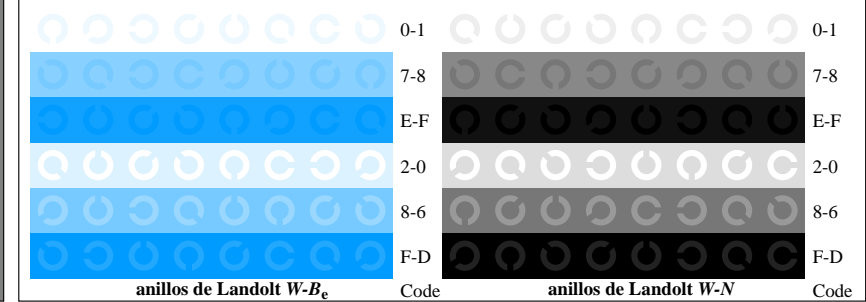 0-1 0-1
7-8 7-8
E-F E-F
2-0 2-0
8-6 8-6
F-D F-D
anillos de Landolt W-Be Code anillos de Landolt W-N Code